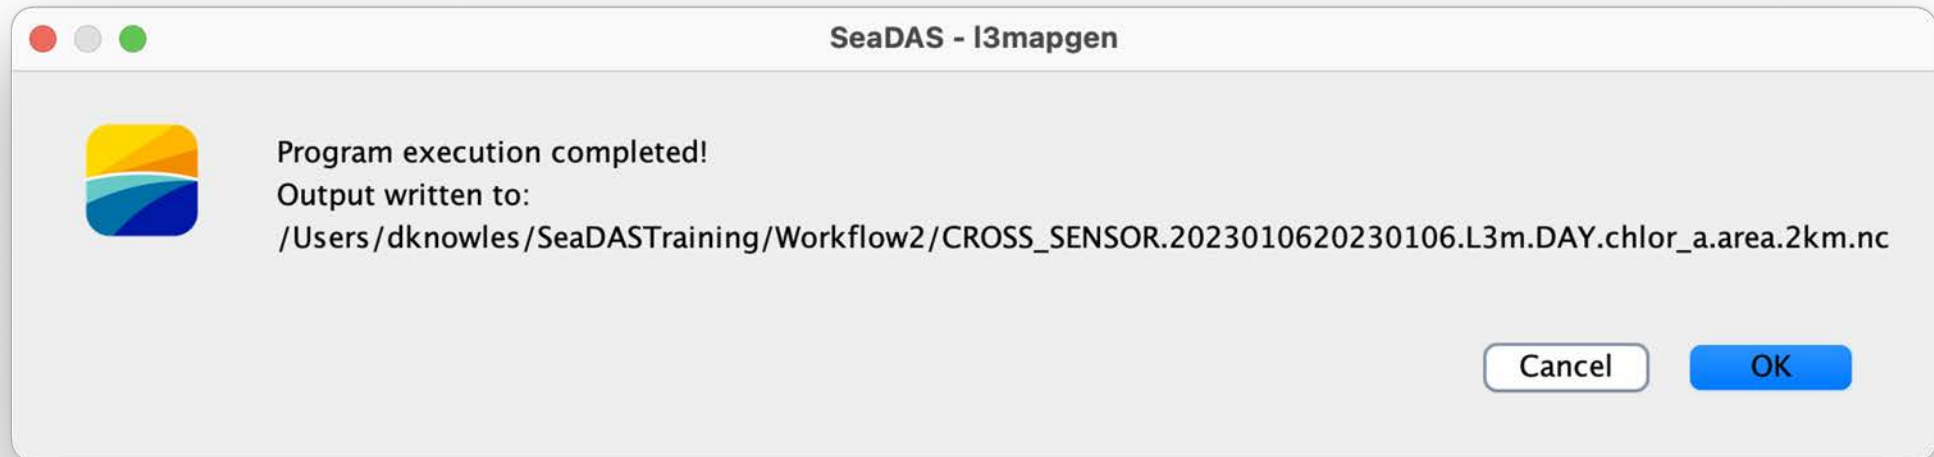 SeaDAS - l3mapgen
Program execution completed!
Output written to:
/Users/dknowles/SeaDASTraining/Workflow2/CROSS_SENSOR.2023010620230106.L3m.DAY.chlor_a.area.2km.nc
Cancel
OK